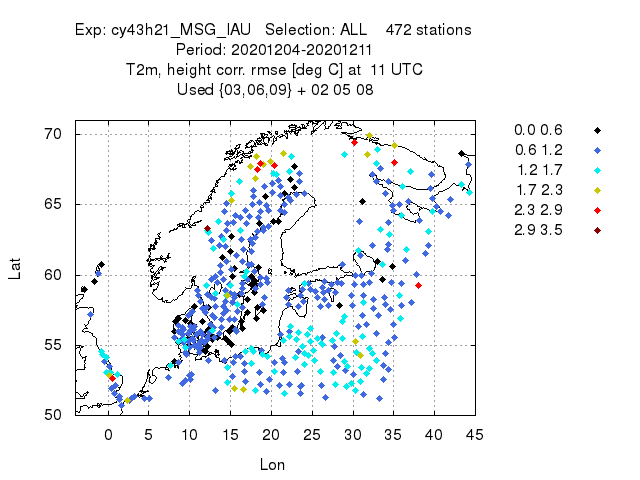 Exp: cy43h21_MSG_IAU   Selection: ALL    472 stations
Period: 20201204-20201211
T2m, height corr. rmse [deg C] at  11 UTC
Used {03,06,09} + 02 05 08
70
65
60
55
50
Lat
0 5 10 15 20 25 30 35 40 45
Lon
0.0 0.6
0.6 1.2
1.2 1.7
1.7 2.3
2.3 2.9
2.9 3.5